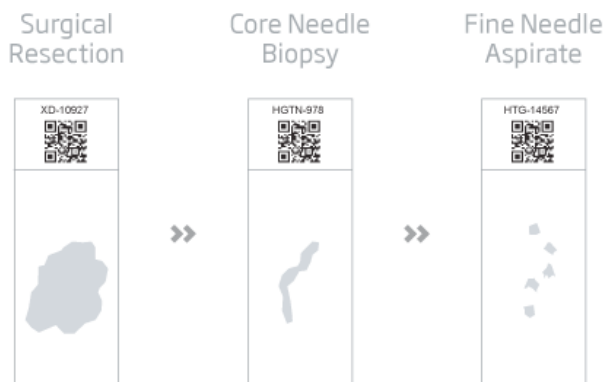 Surgical
Resection
Core Needle
Biopsy
Fine Needle
Aspirate
XD-10927
HGTN-978
HTG-14567